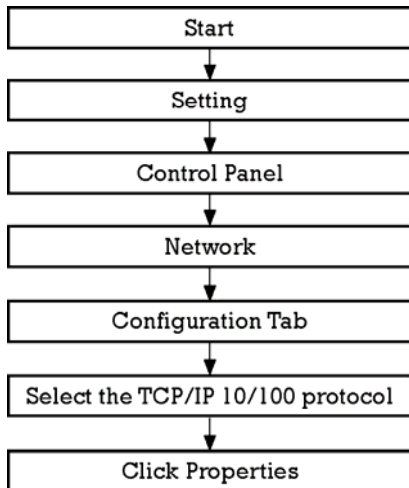 Start
Setting
Control Panel
Network
Configuration Tab
Select the TCP/IP 10/100 protocol
Click Properties